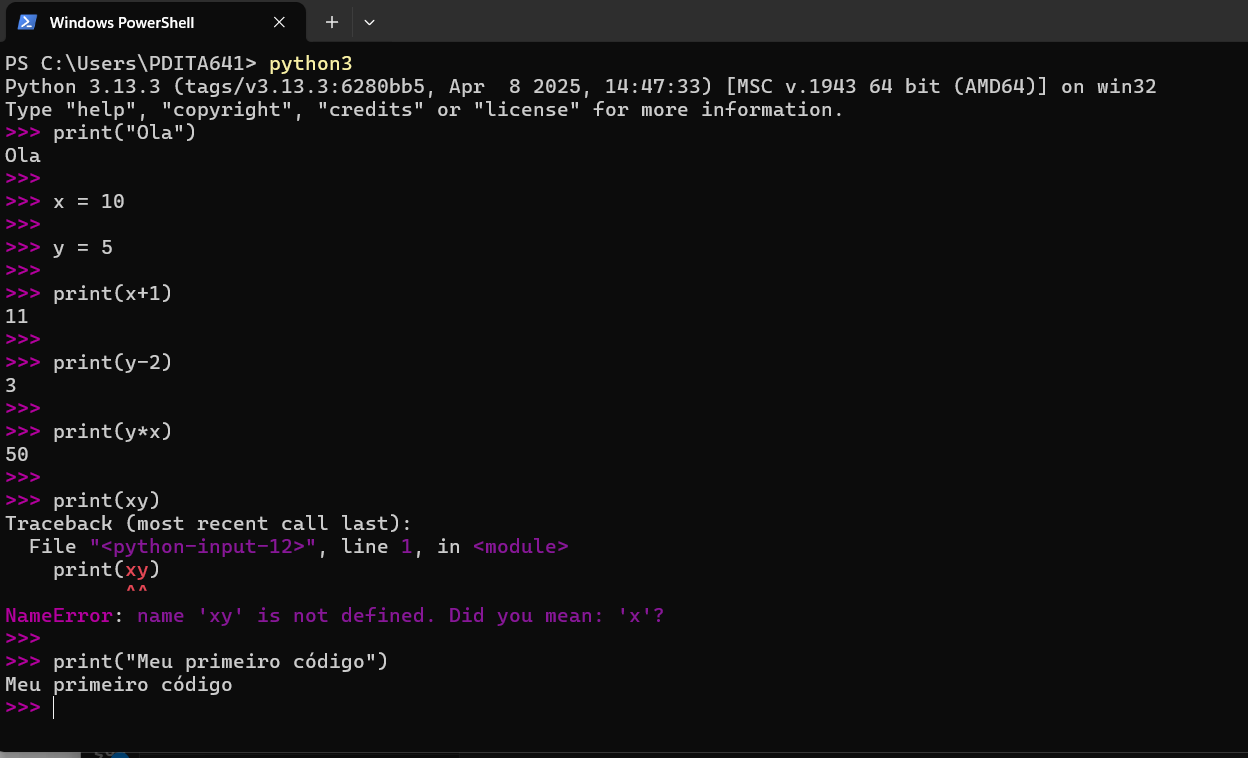 Windows PowerShell
PS C:\Users\PDITA641> python3
Python 3.13.3 (tags/v3.13.3:6280bb5, Apr  8 2025, 14:47:33) [MSC v.1943 64 bit (AMD64)] on win32
Type "help", "copyright", "credits" or "license" for more information.
>>> print("Ola")
Ola
>>>
>>> x = 10
>>>
>>> y = 5
>>>
>>> print(x+1)
11
>>>
>>> print(y-2)
3
>>>
>>> print(y*x)
50
>>>
>>> print(xy)
Traceback (most recent call last):
  File "<python-input-12>", line 1, in <module>
    print(xy)
          ^^
NameError: name 'xy' is not defined. Did you mean: 'x'?
>>>
>>> print("Meu primeiro código")
Meu primeiro código
>>>